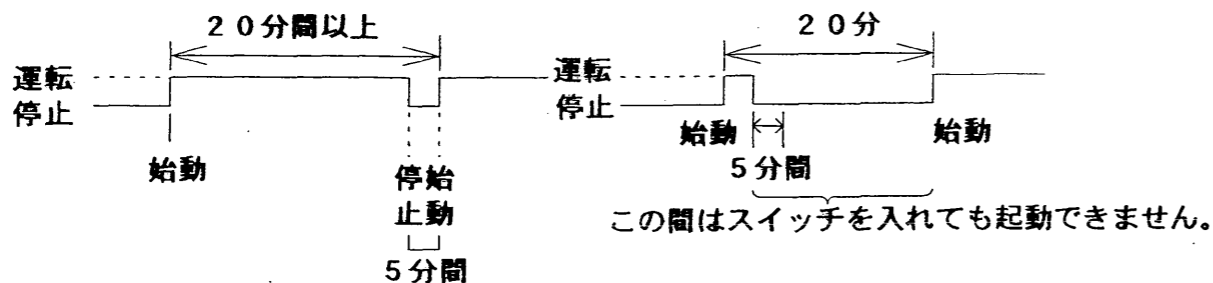 20分間以上
運転
停止
始動
停始
止動
5分間
20分
運転
停止
始動
始動
5分間
この間はスイッチを入れても起動できません。